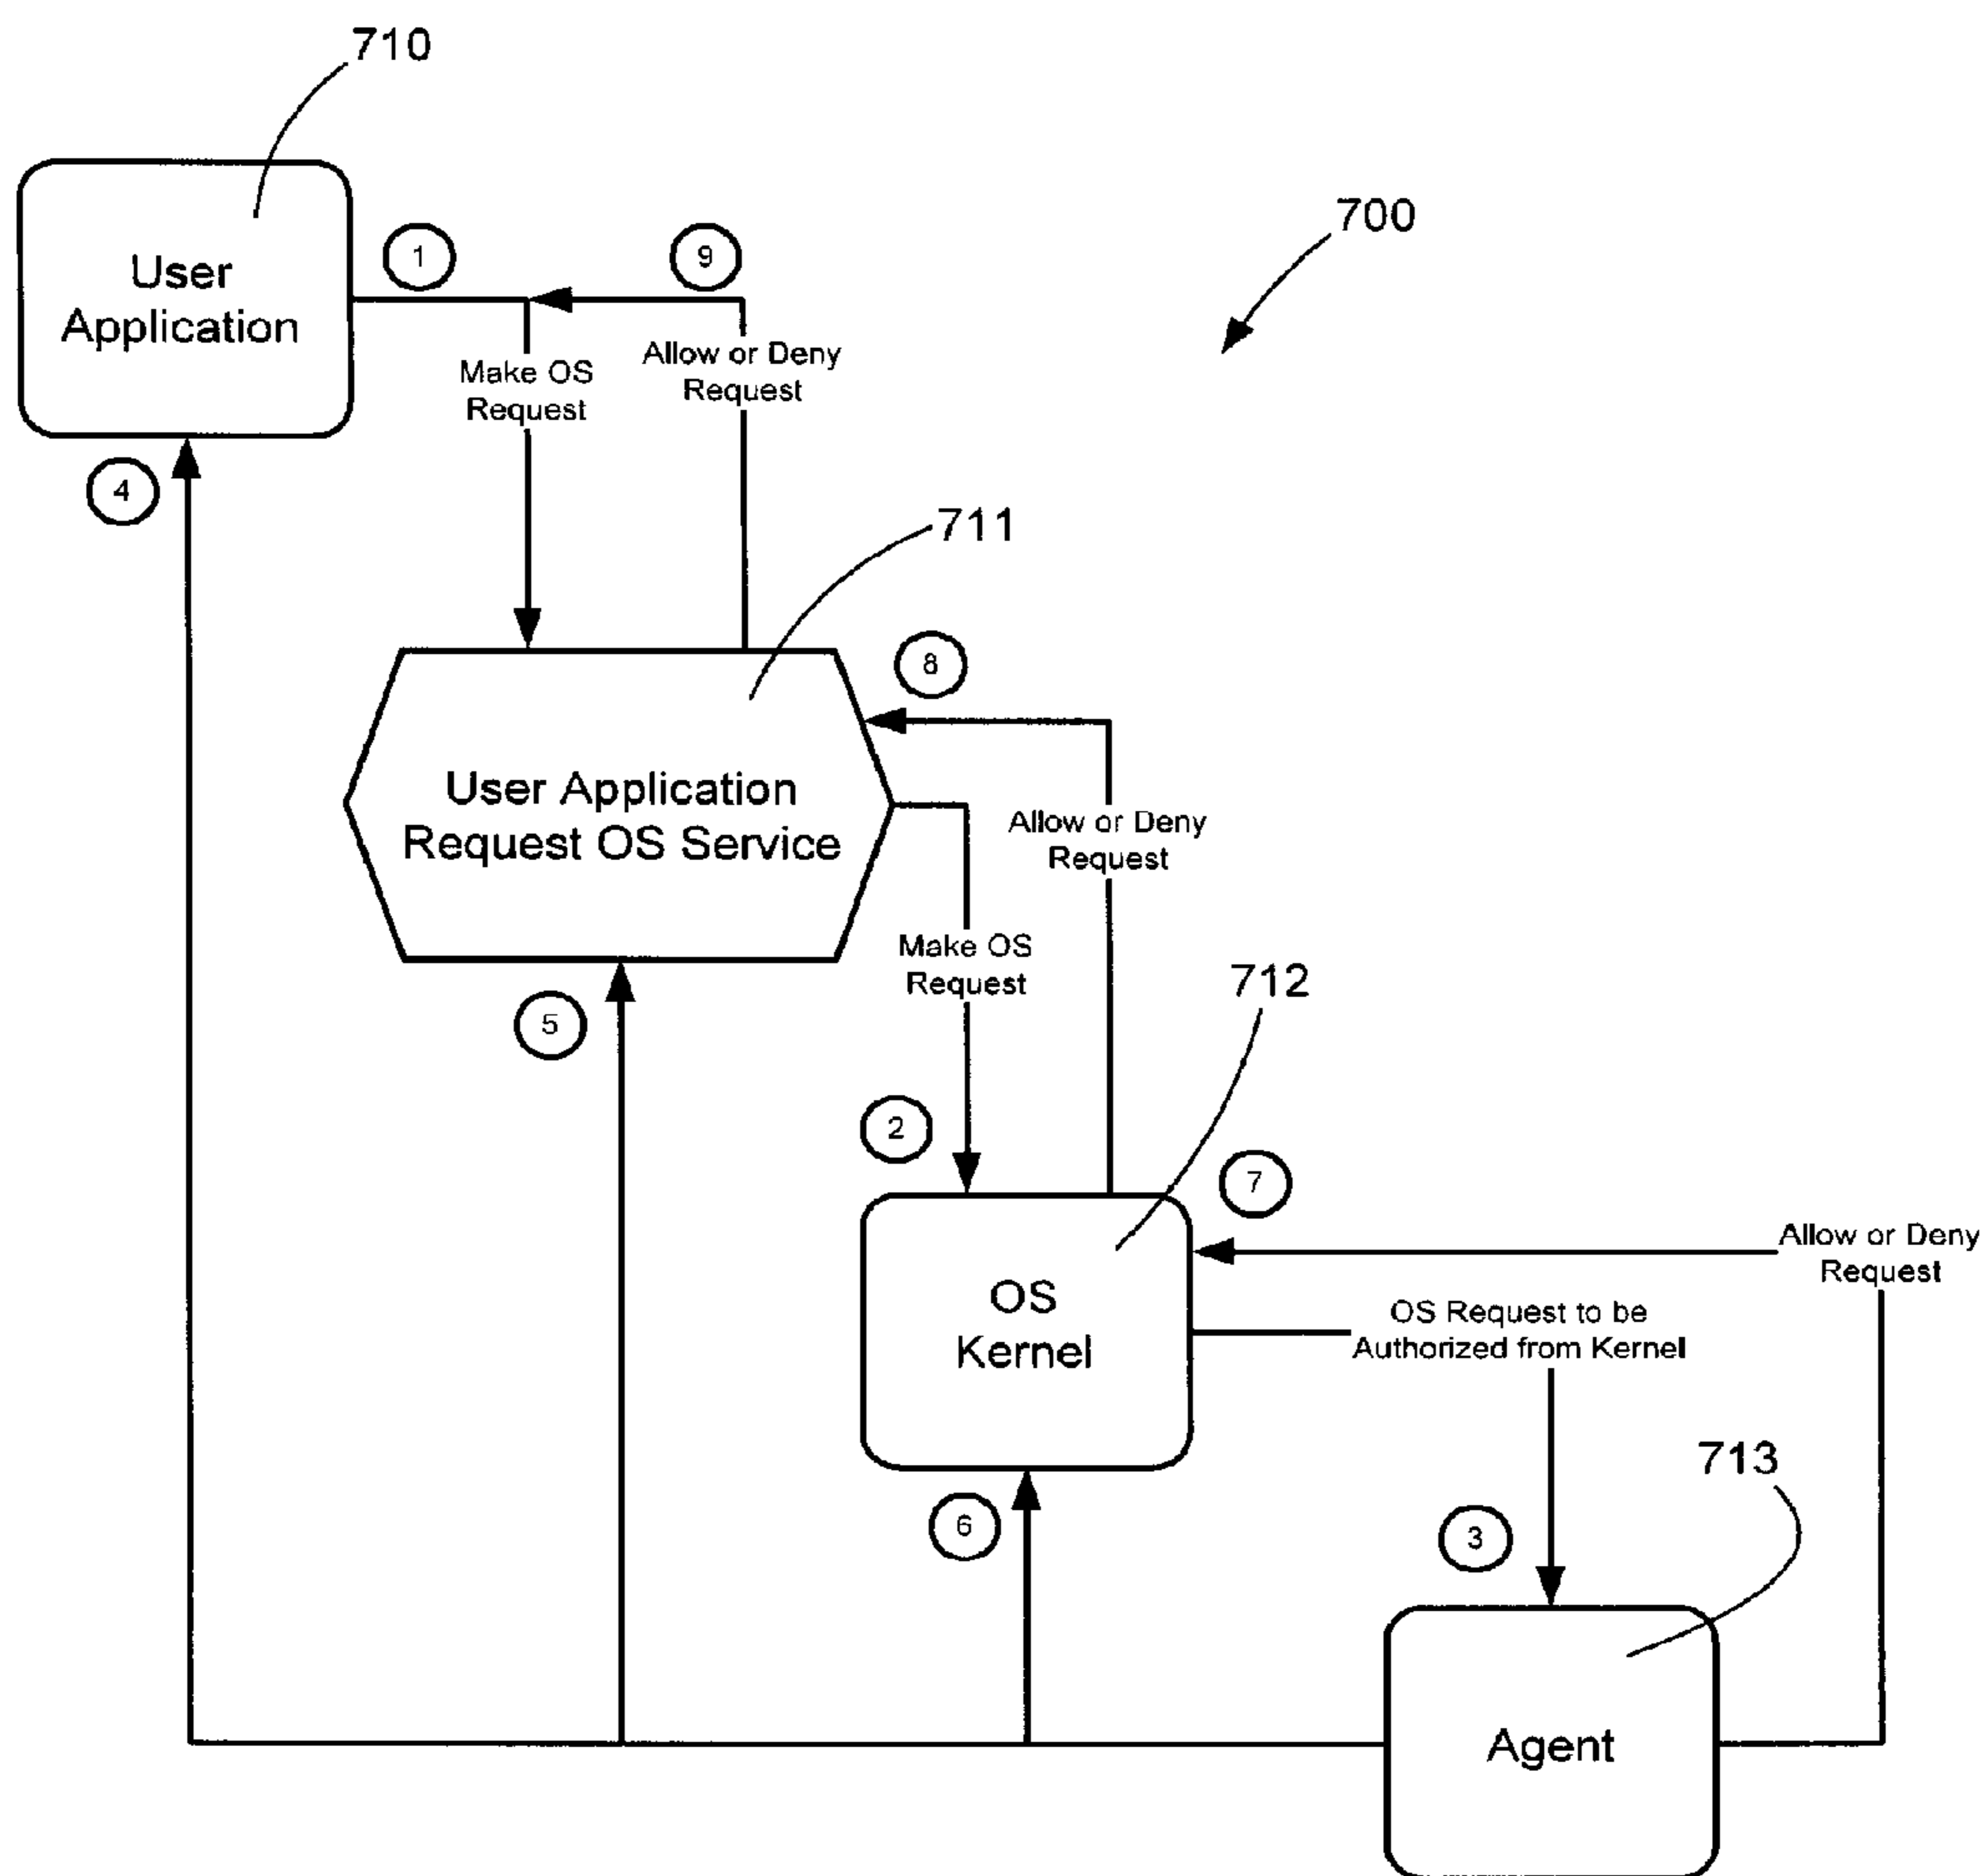 710
700
1
9
User
Application
Make OS
Request
Allow or Deny
Request
4
711
8
User Application
Request OS Service
Allow or Deny
Request
Make OS
Request
5
712
2
7
Allow or Deny
Request
OS
Kernel
OS Request to be
Authorized from Kernel
713
6
3
Agent